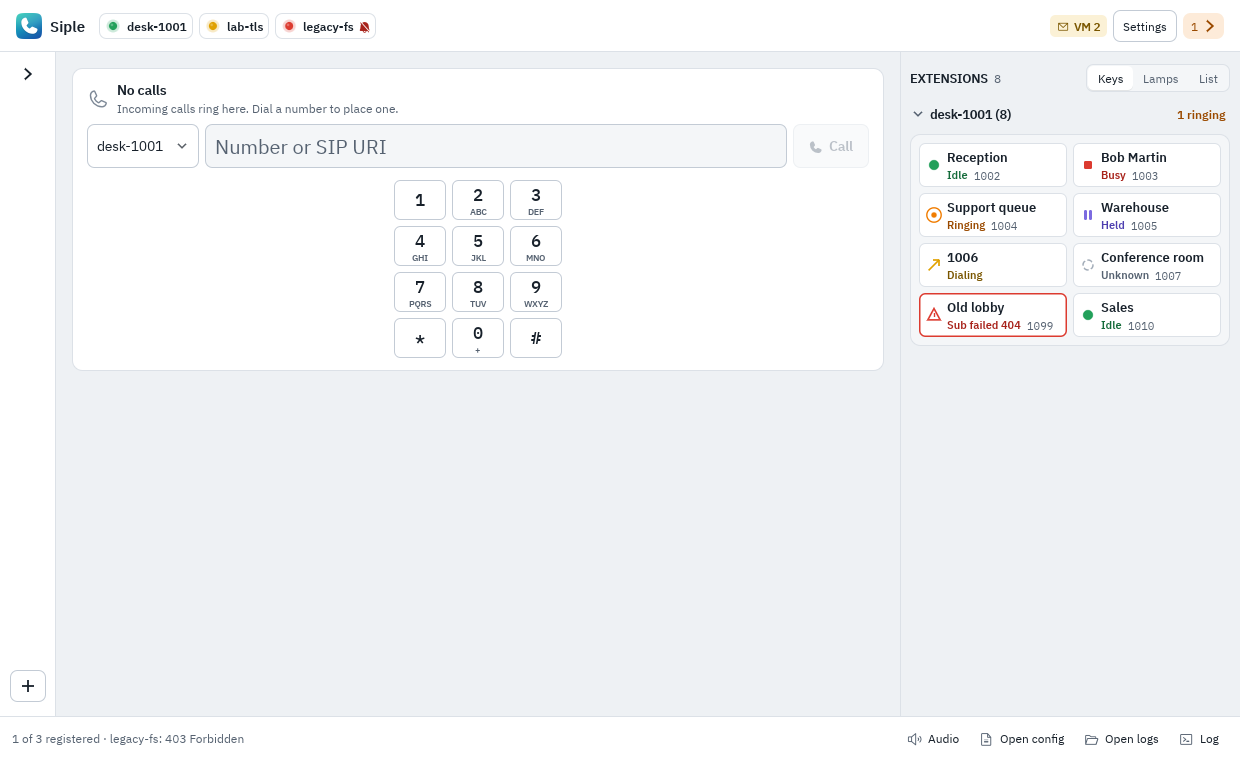 Siple
desk-1001
lab-tls
legacy-fs
VM 2
Settings
1
No calls
Incoming calls ring here. Dial a number to place one.
desk-1001
Number or SIP URI
Call
1
2
ABC
3
DEF
4
GHI
5
JKL
6
MNO
7
PQRS
8
TUV
9
WXYZ
*
0
+
#
EXTENSIONS 8
Keys
Lamps
List
desk-1001 (8)
1 ringing
Reception
Idle 1002
Bob Martin
Busy 1003
Support queue
Ringing 1004
Warehouse
Held 1005
1006
Dialing
Conference room
Unknown 1007
Old lobby
Sub failed 404 1099
Sales
Idle 1010
1 of 3 registered · legacy-fs: 403 Forbidden
Audio
Open config
Open logs
Log